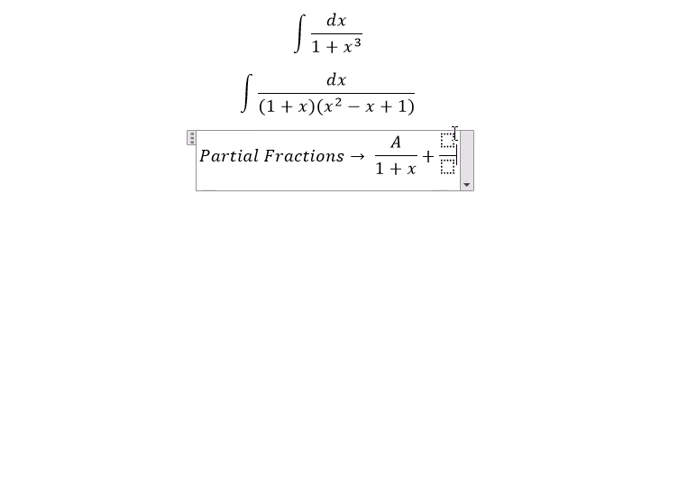 ∫ dx/(1 + x³)
∫ dx/((1 + x)(x² − x + 1))
Partial Fractions → A/(1 + x) +